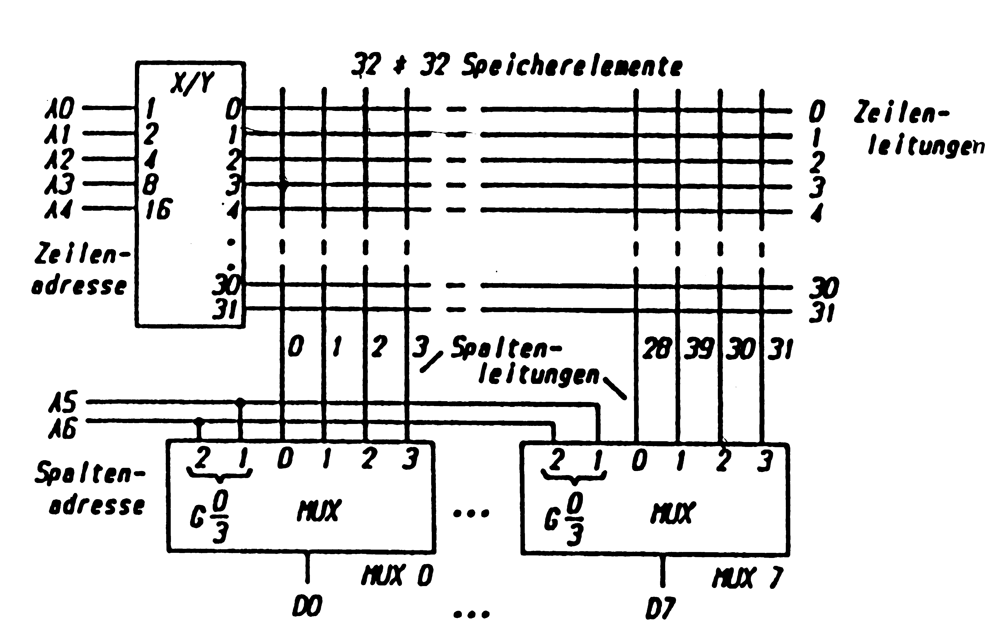 32 * 32 Speicherelemente
X/Y
A0 1 0 0 Zeilen-
A1 2 1 1 leitungen
A2 4 2 2
A3 8 3 3
A4 16 4 4
Zeilen-
adresse
30 30
31 31
0 1 2 3 Spalten- 28 39 30 31
leitungen
A5
A6
Spalten-
adresse
2 1 0 1 2 3 2 1 0 1 2 3
G 0/3 MUX ... G 0/3 MUX
MUX 0 MUX 7
D0 ... D7